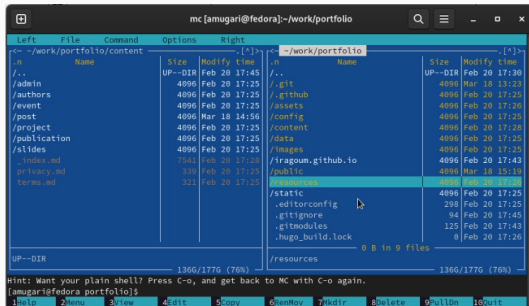 mc [amugari@fedora]:~/work/portfolio
Left File Command Options Right
<- ~/work/portfolio/content .[^]> <- ~/work/portfolio .[^]>
.n Name Size Modify time .n Name Size Modify time
/.. UP--DIR Feb 20 17:45 /.. UP--DIR Feb 20 17:30
/admin 4096 Feb 20 17:25 /.git 4096 Mar 18 13:23
/authors 4096 Feb 20 17:25 /.github 4096 Feb 20 17:25
/event 4096 Feb 20 17:25 /assets 4096 Feb 20 17:26
/post 4096 Mar 18 14:56 /config 4096 Feb 20 17:25
/project 4096 Feb 20 17:25 /content 4096 Feb 20 17:28
/publication 4096 Feb 20 17:25 /data 4096 Feb 20 17:25
/slides 4096 Feb 20 17:25 /images 4096 Feb 20 17:25
_index.md 7541 Feb 20 17:28 /iragoum.github.io 4096 Feb 20 17:43
privacy.md 339 Feb 20 17:25 /public 4096 Mar 18 15:19
terms.md 321 Feb 20 17:25 /resources 4096 Feb 20 17:26
/static 4096 Feb 20 17:25
.editorconfig 298 Feb 20 17:25
.gitignore 94 Feb 20 17:45
.gitmodules 125 Feb 20 17:43
.hugo_build.lock 0 Feb 20 17:26
0 B in 9 files
UP--DIR /resources
136G/177G (76%) 136G/177G (76%)
Hint: Want your plain shell? Press C-o, and get back to MC with C-o again.
[amugari@fedora portfolio]$
1Help 2Menu 3View 4Edit 5Copy 6RenMov 7Mkdir 8Delete 9PullDn 10Quit